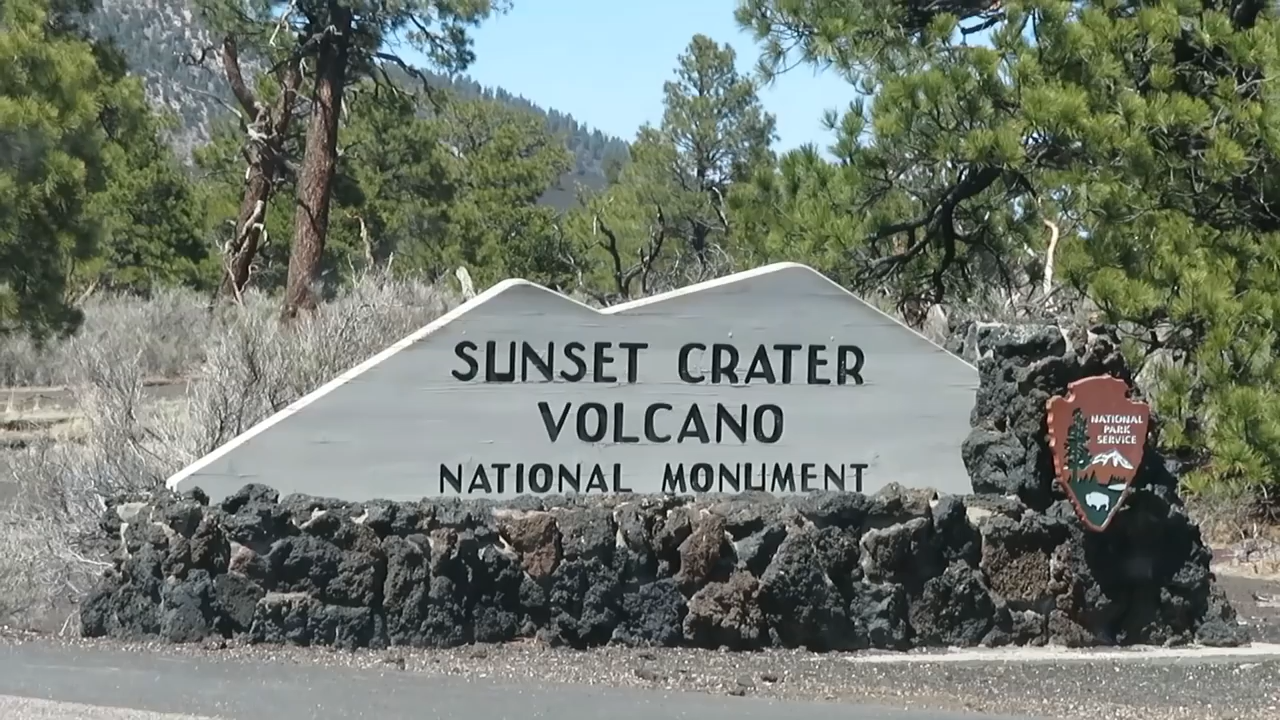 SUNSET CRATER
VOLCANO
NATIONAL MONUMENT
NATIONAL
PARK
SERVICE